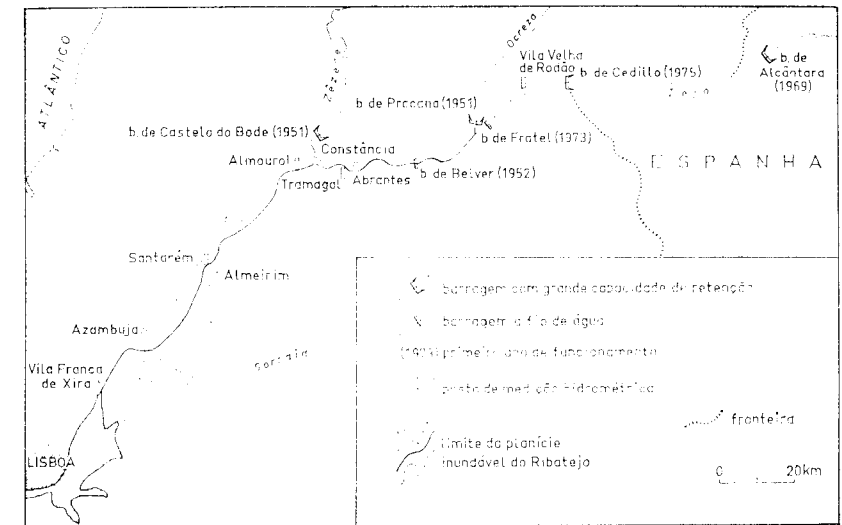 ATLÂNTICO
Zêzere
Ocreza
Vila Velha
de Rodão
b. de Cedillo (1975)
b. de
Alcântara
(1969)
Tejo
b. de Pracana (1951)
b. de Fratel (1973)
b. de Castelo do Bode (1951)
Constância
Almourol
Tramagal
Abrantes
b. de Belver (1952)
ESPANHA
Santarém
Almeirim
Azambuja
Sorraia
Vila Franca
de Xira
LISBOA
barragem com grande capacidade de retenção
barragem a fio de água
(1973) primeiro ano de funcionamento
posto de medição hidrométrica
fronteira
limite da planície
inundável do Ribatejo
0 20km